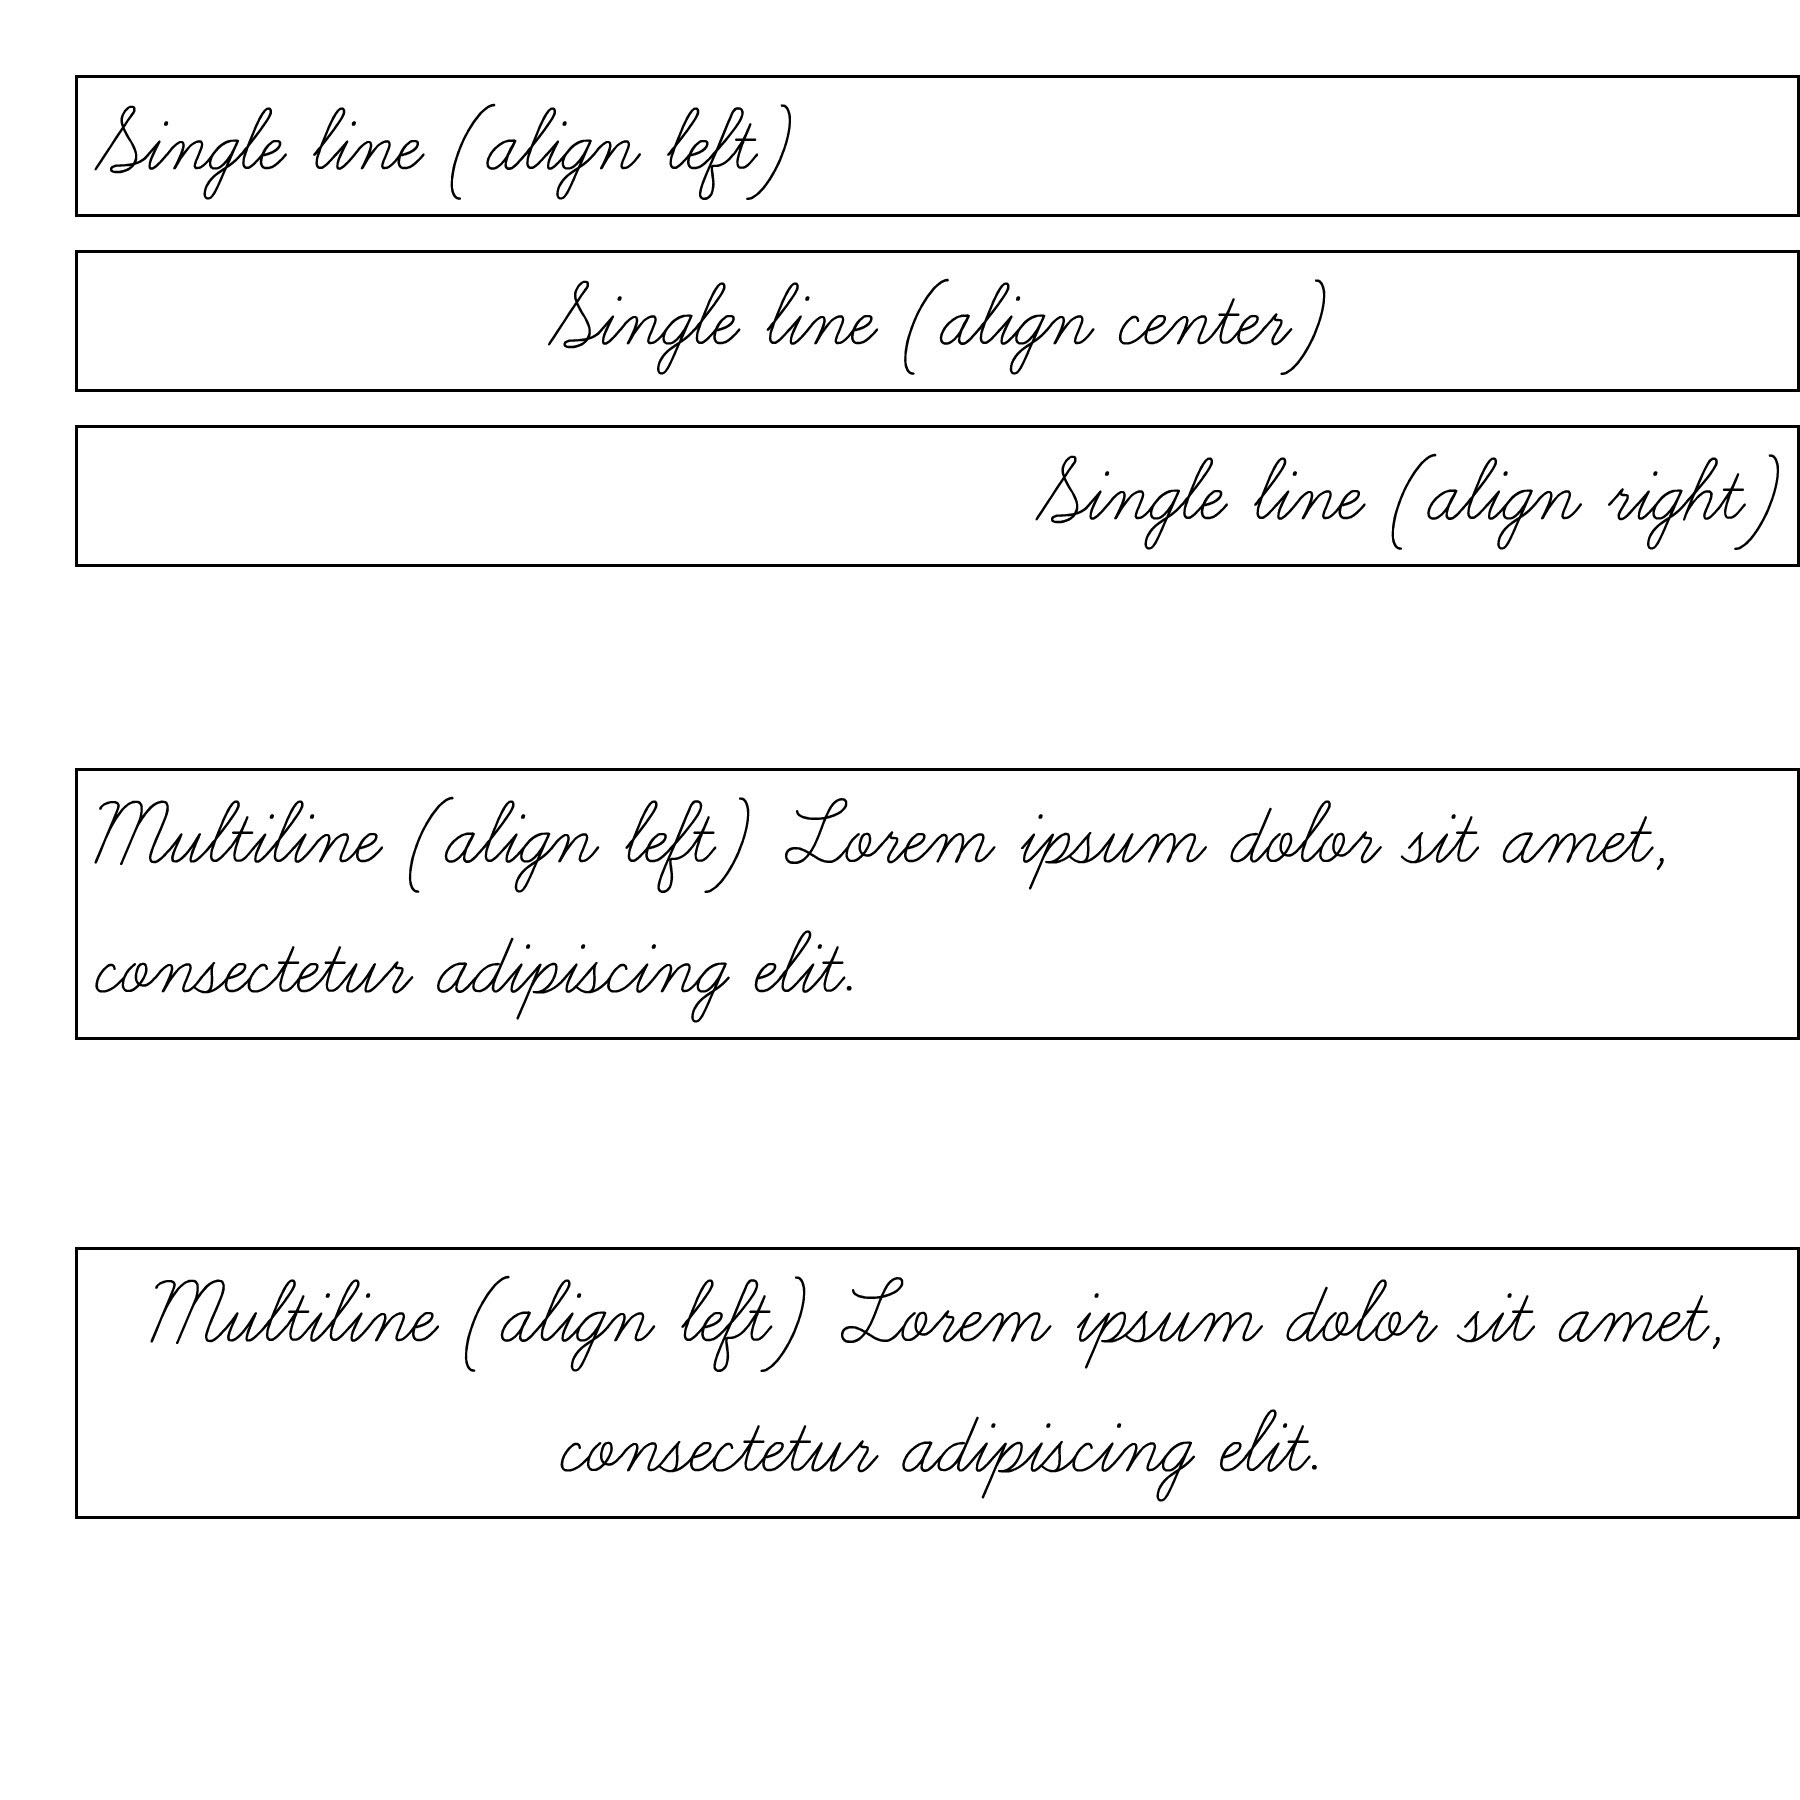 Single line (align left)
Single line (align center)
Single line (align right)
Multiline (align left) Lorem ipsum dolor sit amet,
consectetur adipiscing elit.
Multiline (align left) Lorem ipsum dolor sit amet,
consectetur adipiscing elit.